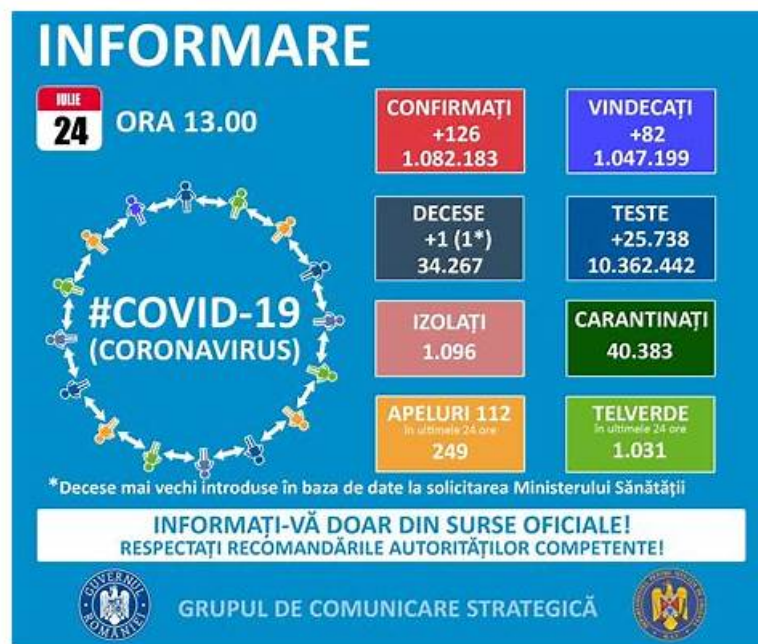 INFORMARE
IULIE
24
ORA 13.00
CONFIRMAȚI
+126
1.082.183
VINDECAȚI
+82
1.047.199
DECESE
+1 (1*)
34.267
TESTE
+25.738
10.362.442
#COVID-19
(CORONAVIRUS)
IZOLAȚI
1.096
CARANTINAȚI
40.383
APELURI 112
în ultimele 24 ore
249
TELVERDE
în ultimele 24 ore
1.031
*Decese mai vechi introduse în baza de date la solicitarea Ministerului Sănătății
INFORMAȚI-VĂ DOAR DIN SURSE OFICIALE!
RESPECTAȚI RECOMANDĂRILE AUTORITĂȚILOR COMPETENTE!
GUVERNUL ROMÂNIEI
GRUPUL DE COMUNICARE STRATEGICĂ